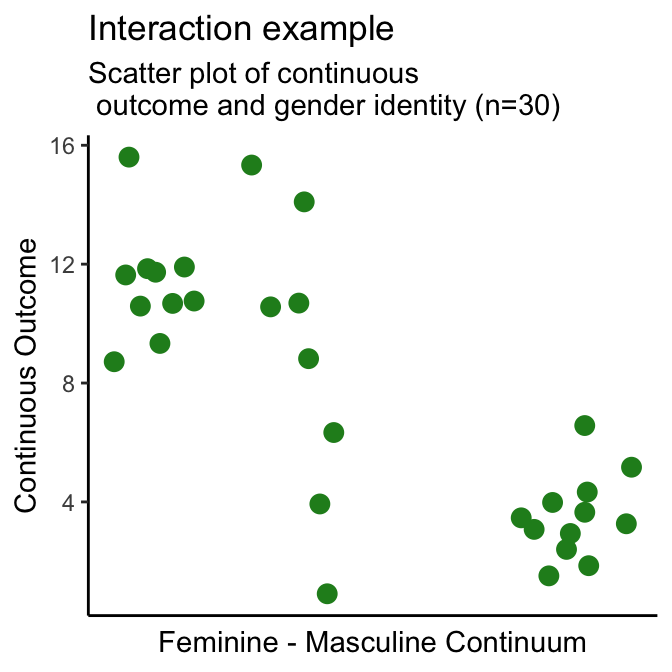 Interaction example
Scatter plot of continuous
outcome and gender identity (n=30)
16
12
8
4
Continuous Outcome
Feminine - Masculine Continuum